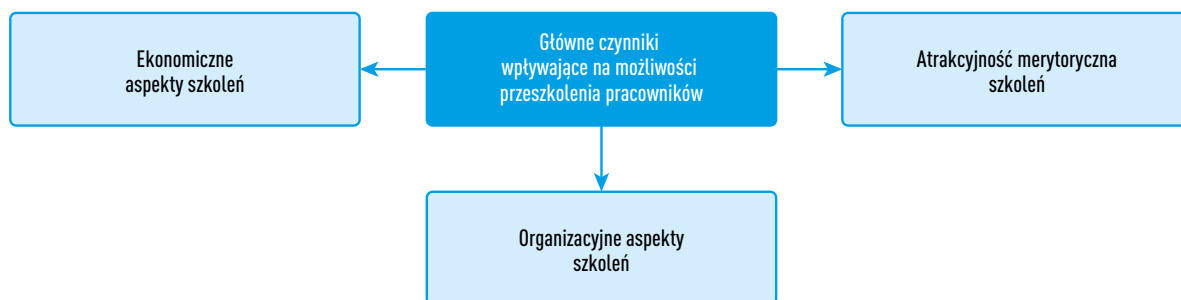 Ekonomiczne
aspekty szkoleń
Główne czynniki
wpływające na możliwości
przeszkolenia pracowników
Atrakcyjność merytoryczna
szkoleń
Organizacyjne aspekty
szkoleń